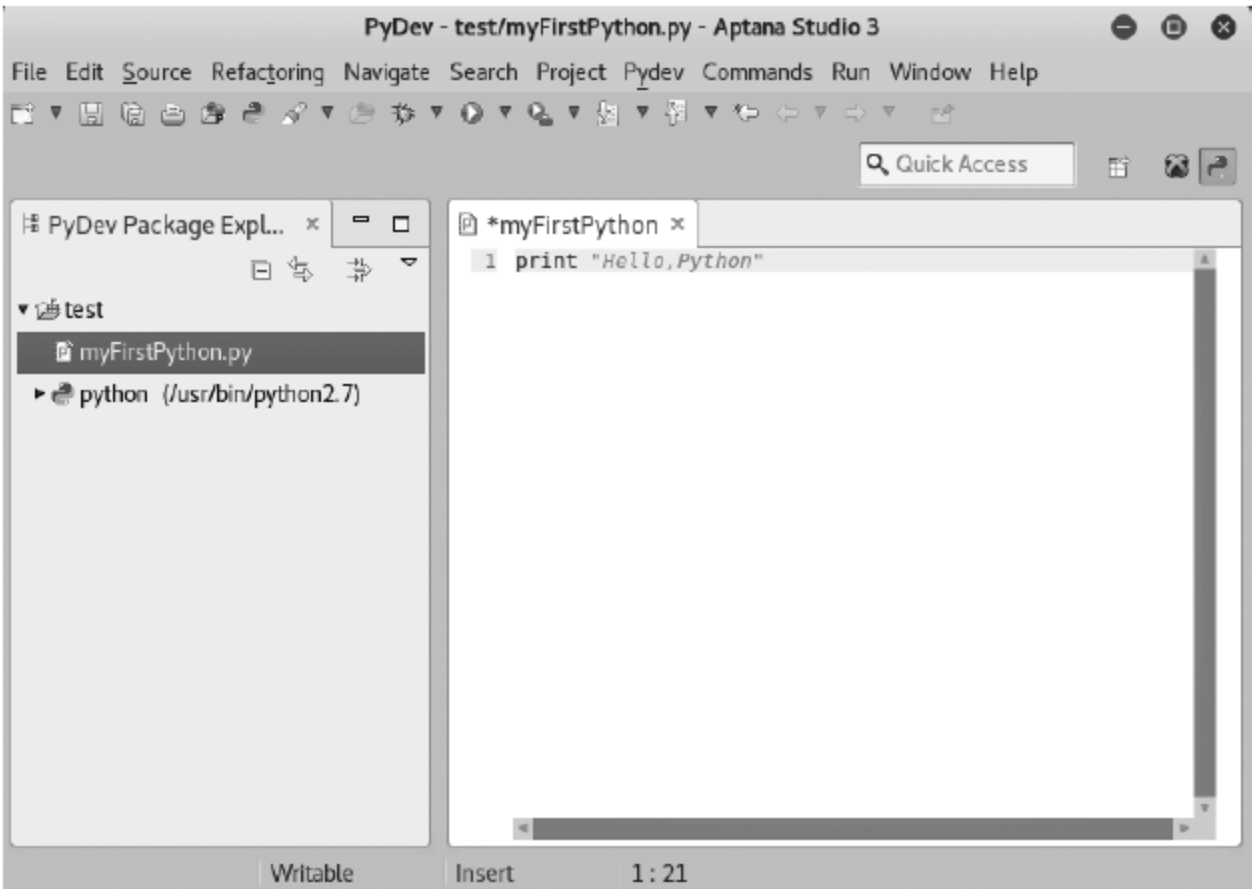 PyDev - test/myFirstPython.py - Aptana Studio 3
File Edit Source Refactoring Navigate Search Project Pydev Commands Run Window Help
Quick Access
PyDev Package Expl...
*myFirstPython
1 print "Hello,Python"
test
myFirstPython.py
python (/usr/bin/python2.7)
Writable Insert 1 : 21